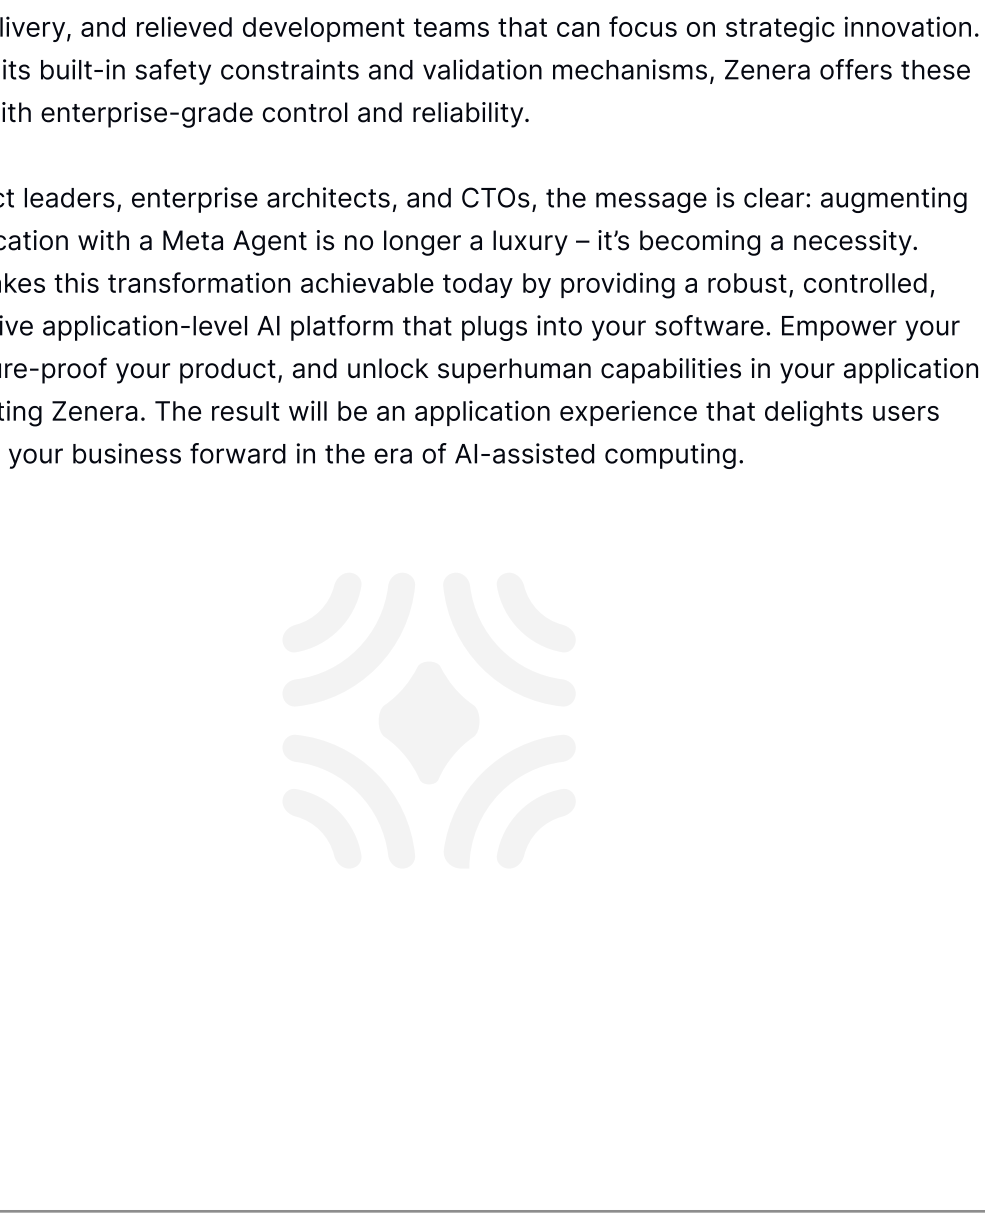 livery, and relieved development teams that can focus on strategic innovation.
its built-in safety constraints and validation mechanisms, Zenera offers these
ith enterprise-grade control and reliability.
ct leaders, enterprise architects, and CTOs, the message is clear: augmenting
cation with a Meta Agent is no longer a luxury – it’s becoming a necessity.
akes this transformation achievable today by providing a robust, controlled,
ive application-level AI platform that plugs into your software. Empower your
ure-proof your product, and unlock superhuman capabilities in your application
ting Zenera. The result will be an application experience that delights users
your business forward in the era of AI-assisted computing.